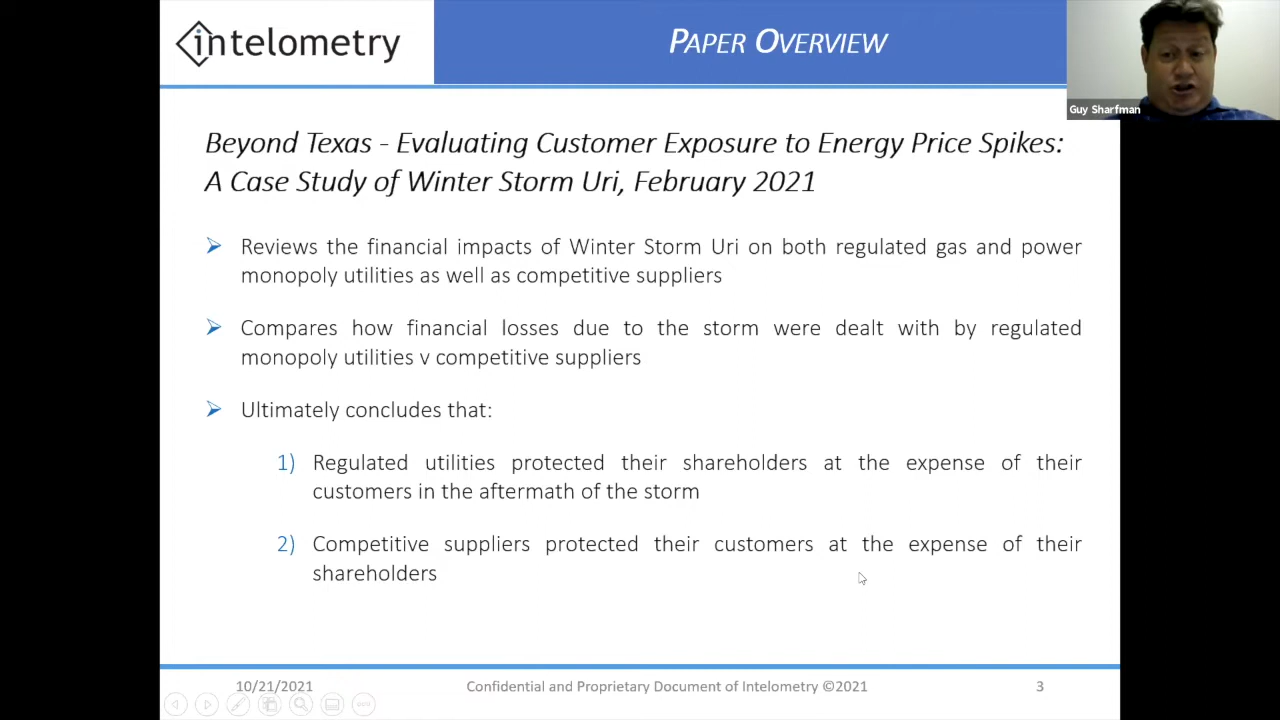 intelometry
PAPER OVERVIEW
Guy Sharfman
Beyond Texas - Evaluating Customer Exposure to Energy Price Spikes:
A Case Study of Winter Storm Uri, February 2021
Reviews the financial impacts of Winter Storm Uri on both regulated gas and power
monopoly utilities as well as competitive suppliers
Compares how financial losses due to the storm were dealt with by regulated
monopoly utilities v competitive suppliers
Ultimately concludes that:
1) Regulated utilities protected their shareholders at the expense of their
customers in the aftermath of the storm
2) Competitive suppliers protected their customers at the expense of their
shareholders
10/21/2021 Confidential and Proprietary Document of Intelometry ©2021 3